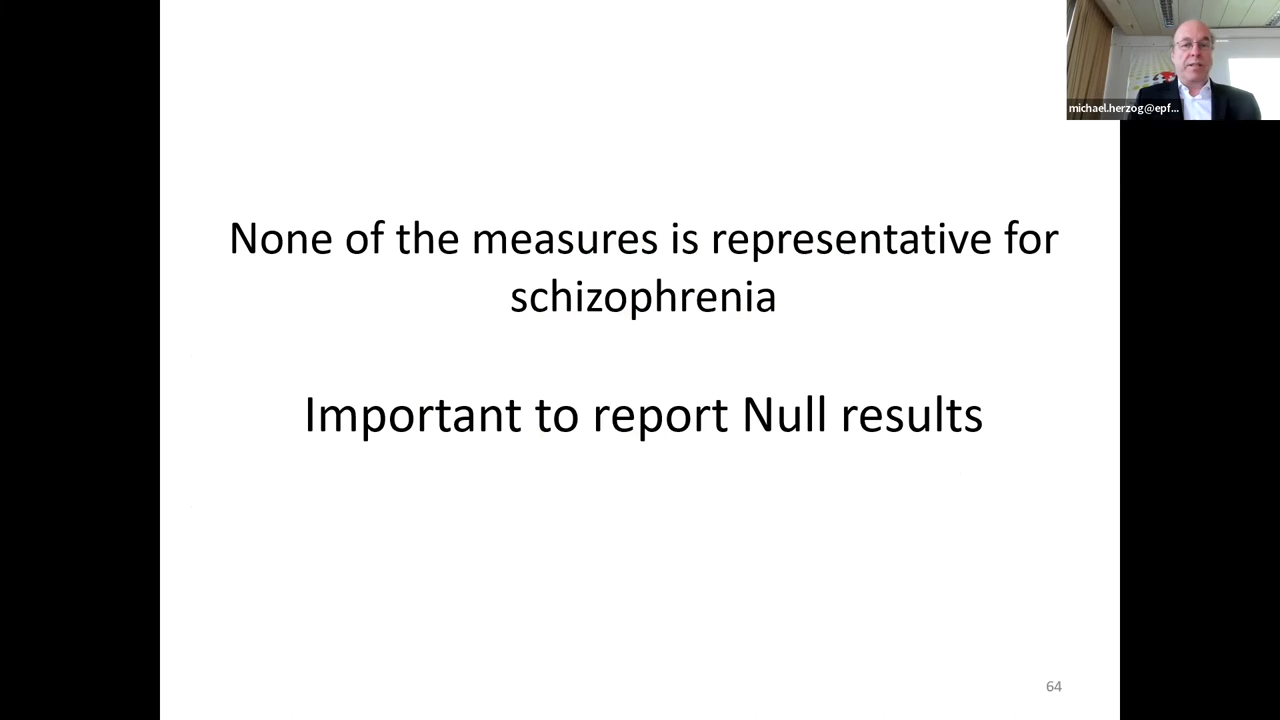 michael.herzog@epf...
None of the measures is representative for
schizophrenia
Important to report Null results
64